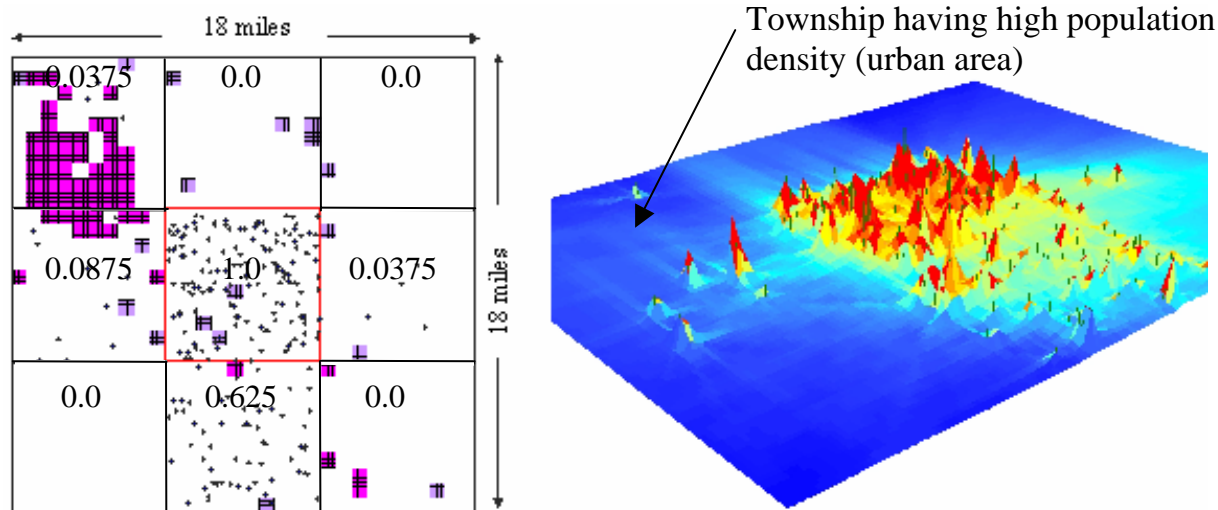 18 miles
Township having high population
density (urban area)
0.0375
0.0
0.0
0.0875
1.0
0.0375
18 miles
0.0
0.625
0.0